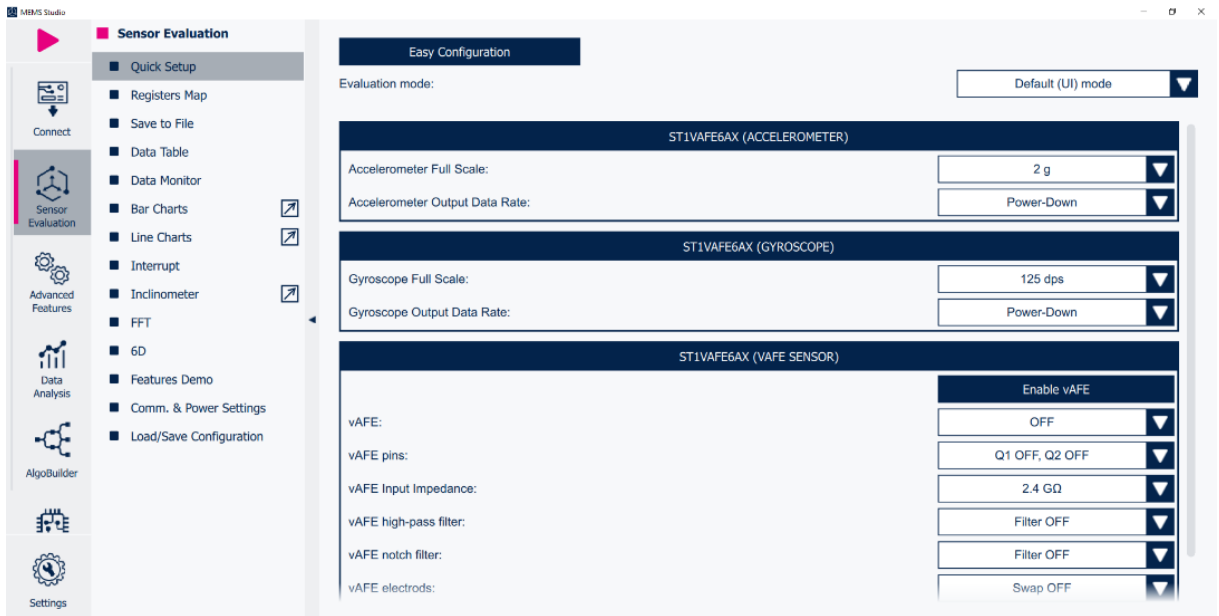 MEMS Studio
Connect
Sensor
Evaluation
Advanced
Features
Data
Analysis
AlgoBuilder
Settings
Sensor Evaluation
Quick Setup
Registers Map
Save to File
Data Table
Data Monitor
Bar Charts
Line Charts
Interrupt
Inclinometer
FFT
6D
Features Demo
Comm. & Power Settings
Load/Save Configuration
Easy Configuration
Evaluation mode: Default (UI) mode
ST1VAFE6AX (ACCELEROMETER)
Accelerometer Full Scale: 2 g
Accelerometer Output Data Rate: Power-Down
ST1VAFE6AX (GYROSCOPE)
Gyroscope Full Scale: 125 dps
Gyroscope Output Data Rate: Power-Down
ST1VAFE6AX (VAFE SENSOR)
Enable vAFE
vAFE: OFF
vAFE pins: Q1 OFF, Q2 OFF
vAFE Input Impedance: 2.4 GΩ
vAFE high-pass filter: Filter OFF
vAFE notch filter: Filter OFF
vAFE electrods: Swap OFF